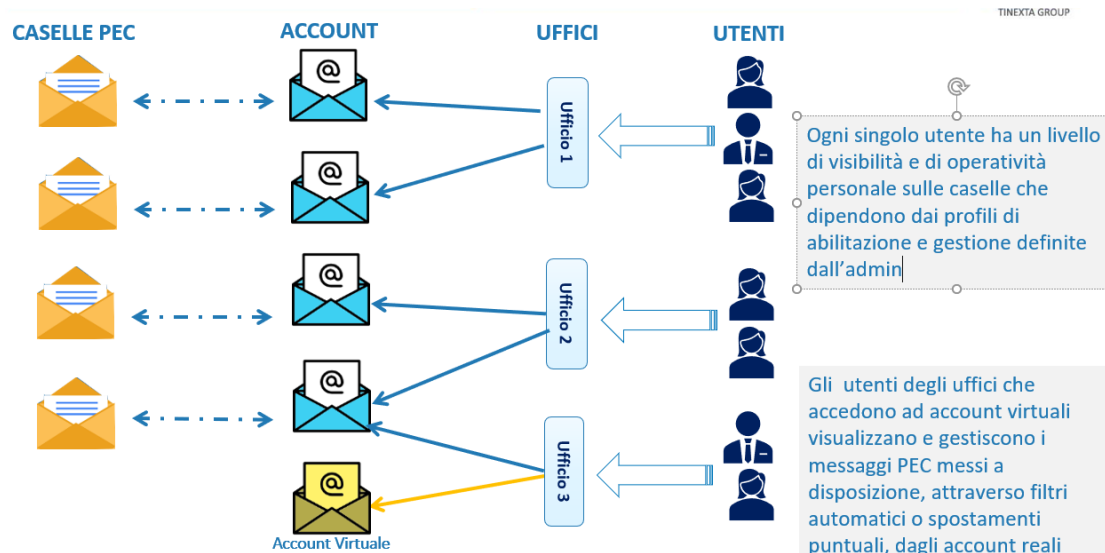 TINEXTA GROUP
CASELLE PEC
ACCOUNT
UFFICI
UTENTI
@
Ufficio 1
@
@
Ufficio 2
@
Ufficio 3
@
Account Virtuale
Ogni singolo utente ha un livello
di visibilità e di operatività
personale sulle caselle che
dipendono dai profili di
abilitazione e gestione definite
dall'admin
Gli utenti degli uffici che
accedono ad account virtuali
visualizzano e gestiscono i
messaggi PEC messi a
disposizione, attraverso filtri
automatici o spostamenti
puntuali, dagli account reali